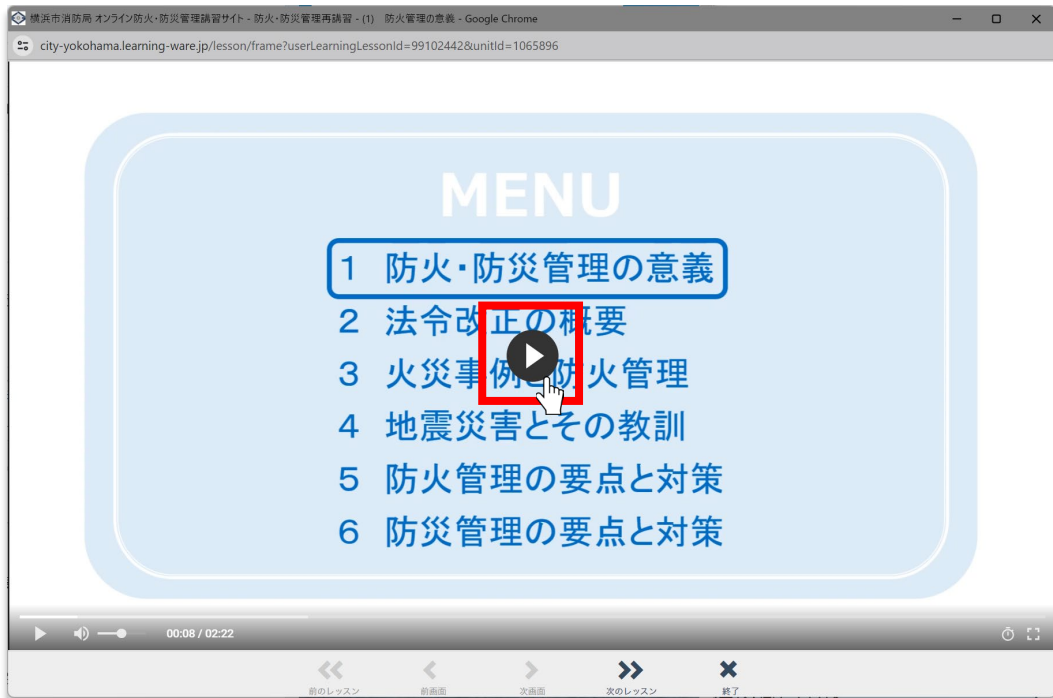 横浜市消防局 オンライン防火・防災管理講習サイト - 防火・防災管理再講習 - (1) 防火管理の意義 - Google Chrome
city-yokohama.learning-ware.jp/lesson/frame?userLearningLessonId=99102442&unitId=1065896
MENU
1 防火・防災管理の意義
2 法令改正の概要
3 火災事例と防火管理
4 地震災害とその教訓
5 防火管理の要点と対策
6 防災管理の要点と対策
00:08 / 02:22
前のレッスン 前画面 次画面 次のレッスン 終了